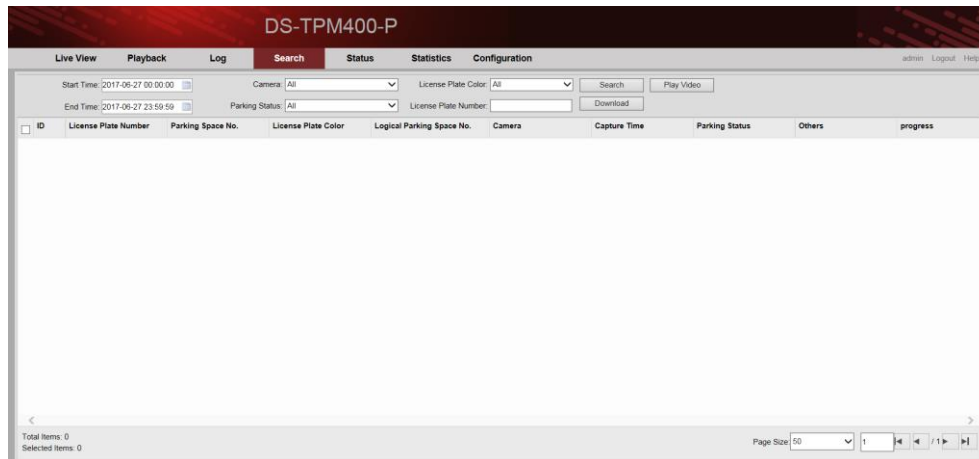 DS-TPM400-P
Live View Playback Log Search Status Statistics Configuration admin Logout Help
Start Time: 2017-06-27 00:00:00 Camera: All License Plate Color: All Search Play Video
End Time: 2017-06-27 23:59:59 Parking Status: All License Plate Number: Download
ID License Plate Number Parking Space No. License Plate Color Logical Parking Space No. Camera Capture Time Parking Status Others progress
Total Items: 0
Selected Items: 0
Page Size: 50 1 / 1